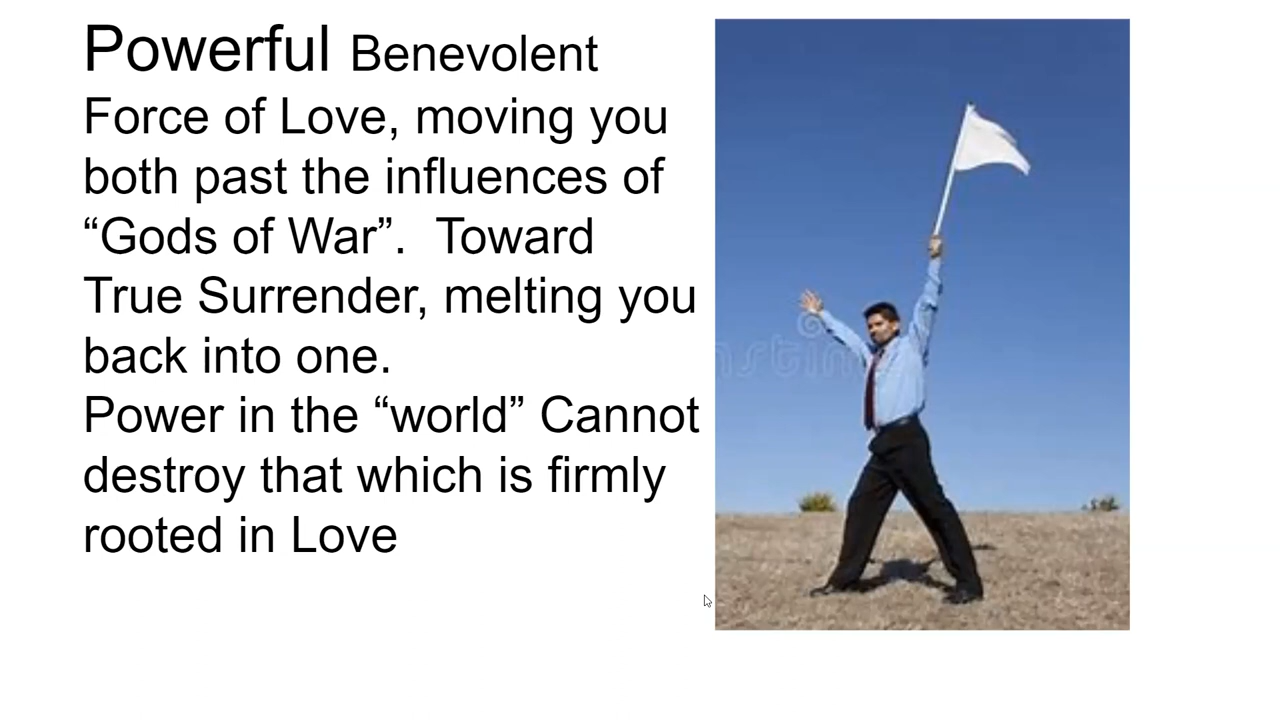 Powerful Benevolent
Force of Love, moving you
both past the influences of
“Gods of War”.  Toward
True Surrender, melting you
back into one.
Power in the “world” Cannot
destroy that which is firmly
rooted in Love